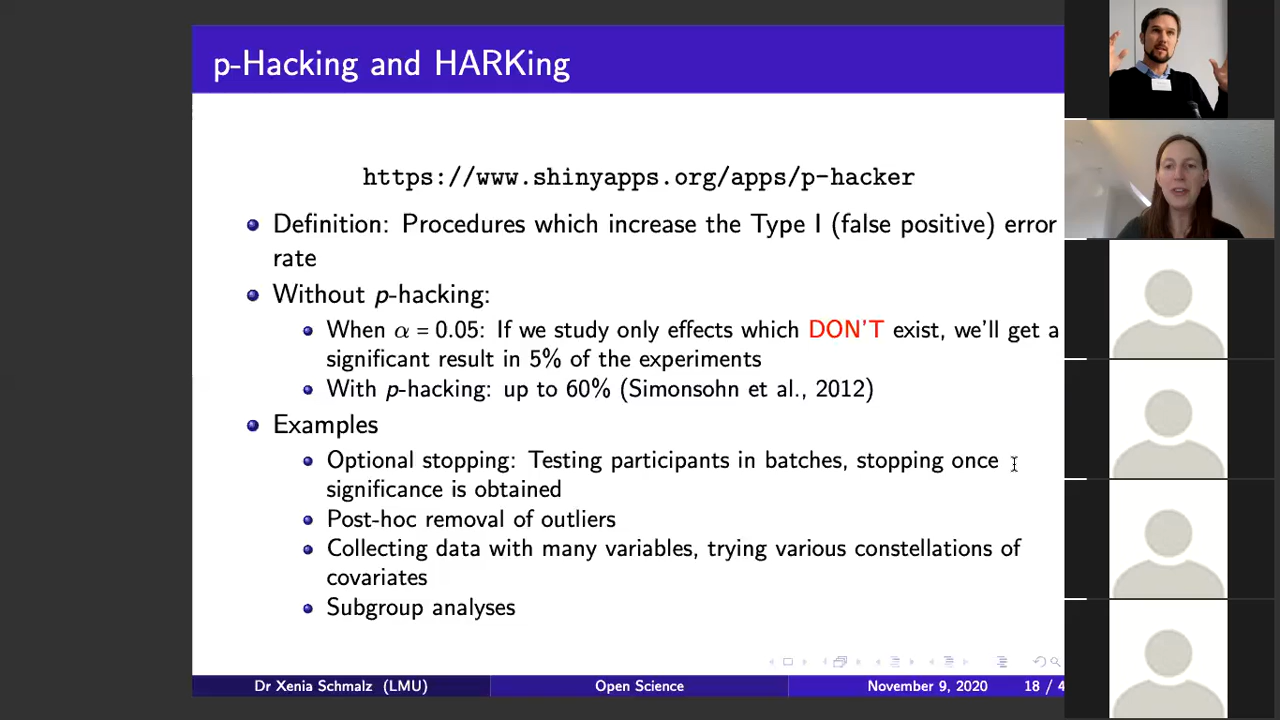 p-Hacking and HARKing
https://www.shinyapps.org/apps/p-hacker
Definition: Procedures which increase the Type I (false positive) error
rate
Without p-hacking:
When α = 0.05: If we study only effects which DON'T exist, we'll get a
significant result in 5% of the experiments
With p-hacking: up to 60% (Simonsohn et al., 2012)
Examples
Optional stopping: Testing participants in batches, stopping once
significance is obtained
Post-hoc removal of outliers
Collecting data with many variables, trying various constellations of
covariates
Subgroup analyses
Dr Xenia Schmalz (LMU) Open Science November 9, 2020 18 / 4